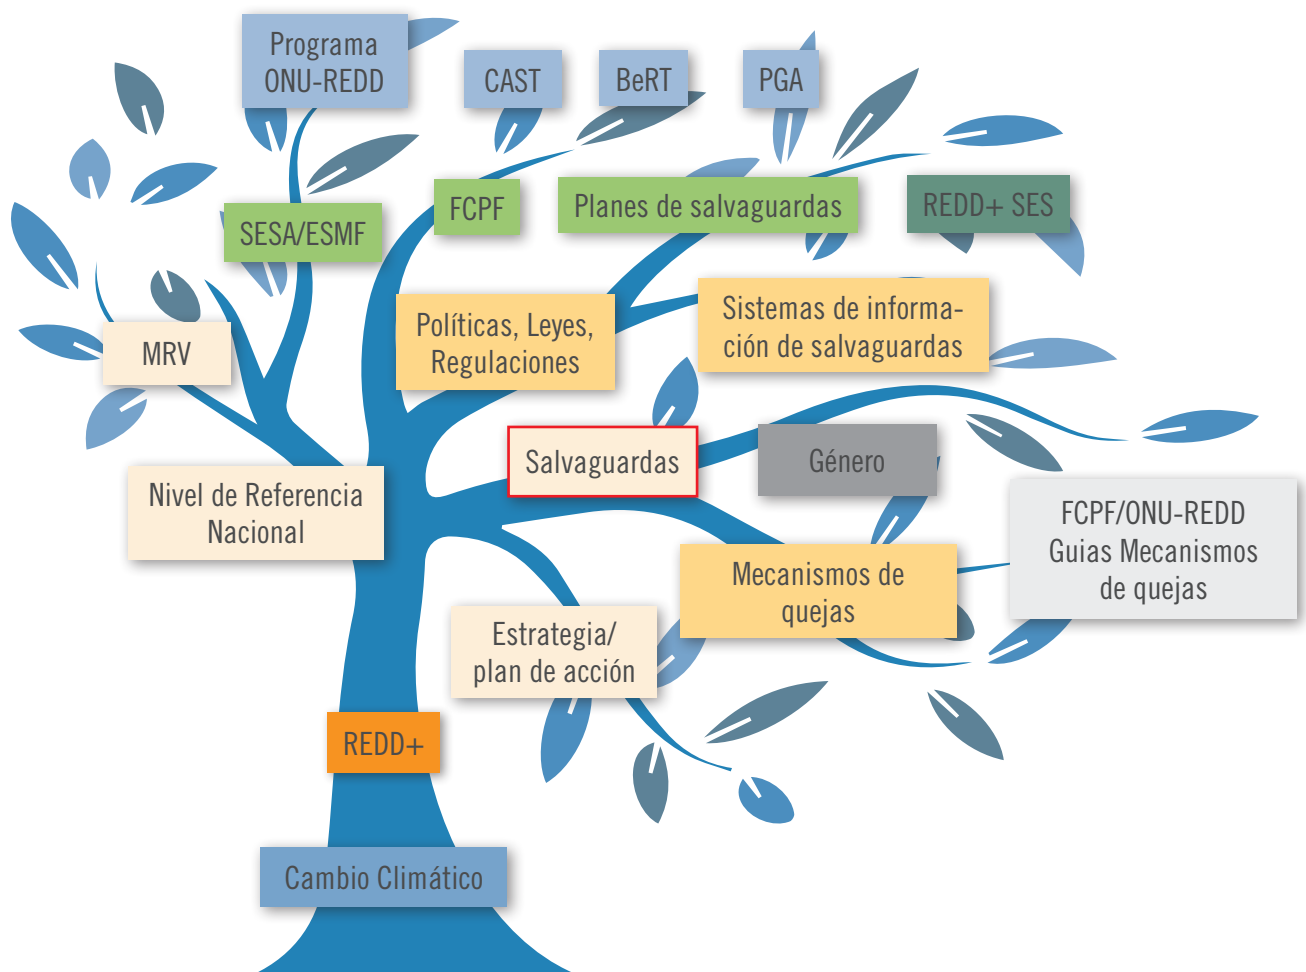 Programa
ONU-REDD
CAST
BeRT
PGA
SESA/ESMF
FCPF
Planes de salvaguardas
REDD+ SES
MRV
Políticas, Leyes,
Regulaciones
Sistemas de informa-
ción de salvaguardas
Nivel de Referencia
Nacional
Salvaguardas
Género
FCPF/ONU-REDD
Guias Mecanismos
de quejas
Mecanismos de
quejas
Estrategia/
plan de acción
REDD+
Cambio Climático